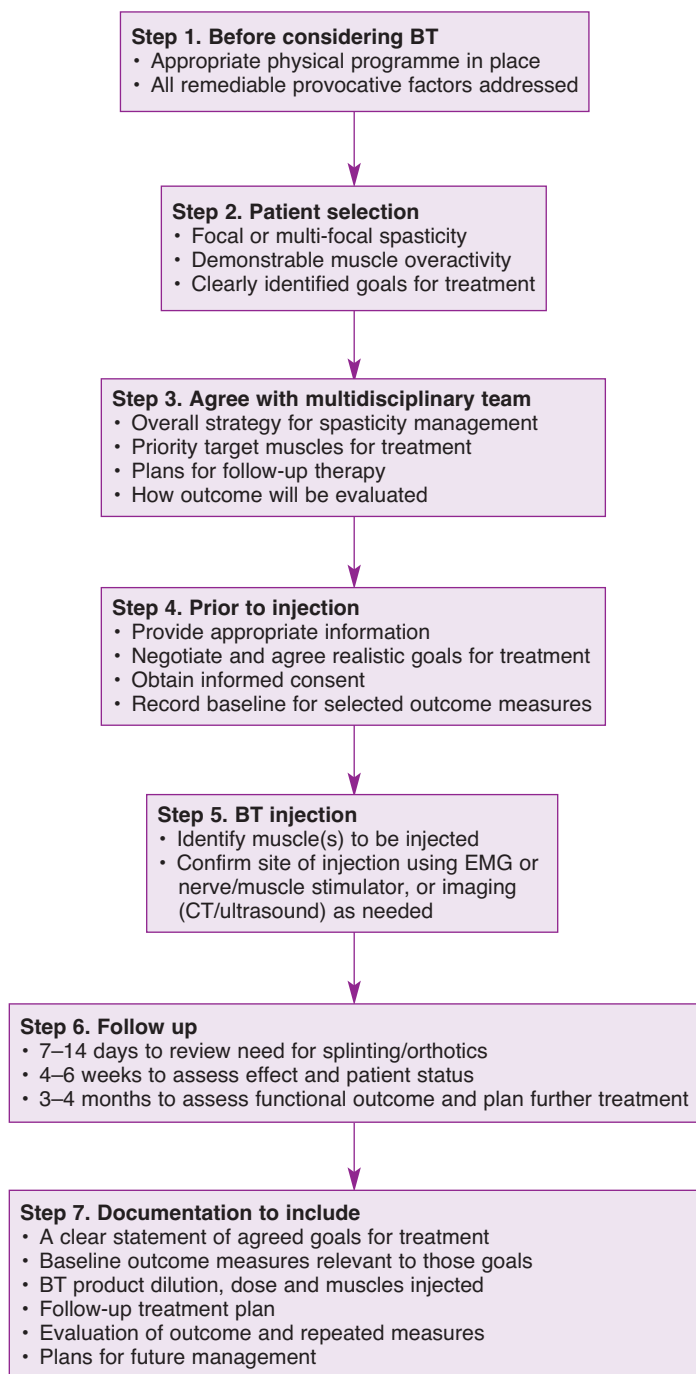 Step 1. Before considering BT
• Appropriate physical programme in place
• All remediable provocative factors addressed
Step 2. Patient selection
• Focal or multi-focal spasticity
• Demonstrable muscle overactivity
• Clearly identified goals for treatment
Step 3. Agree with multidisciplinary team
• Overall strategy for spasticity management
• Priority target muscles for treatment
• Plans for follow-up therapy
• How outcome will be evaluated
Step 4. Prior to injection
• Provide appropriate information
• Negotiate and agree realistic goals for treatment
• Obtain informed consent
• Record baseline for selected outcome measures
Step 5. BT injection
• Identify muscle(s) to be injected
• Confirm site of injection using EMG or
nerve/muscle stimulator, or imaging
(CT/ultrasound) as needed
Step 6. Follow up
• 7–14 days to review need for splinting/orthotics
• 4–6 weeks to assess effect and patient status
• 3–4 months to assess functional outcome and plan further treatment
Step 7. Documentation to include
• A clear statement of agreed goals for treatment
• Baseline outcome measures relevant to those goals
• BT product dilution, dose and muscles injected
• Follow-up treatment plan
• Evaluation of outcome and repeated measures
• Plans for future management